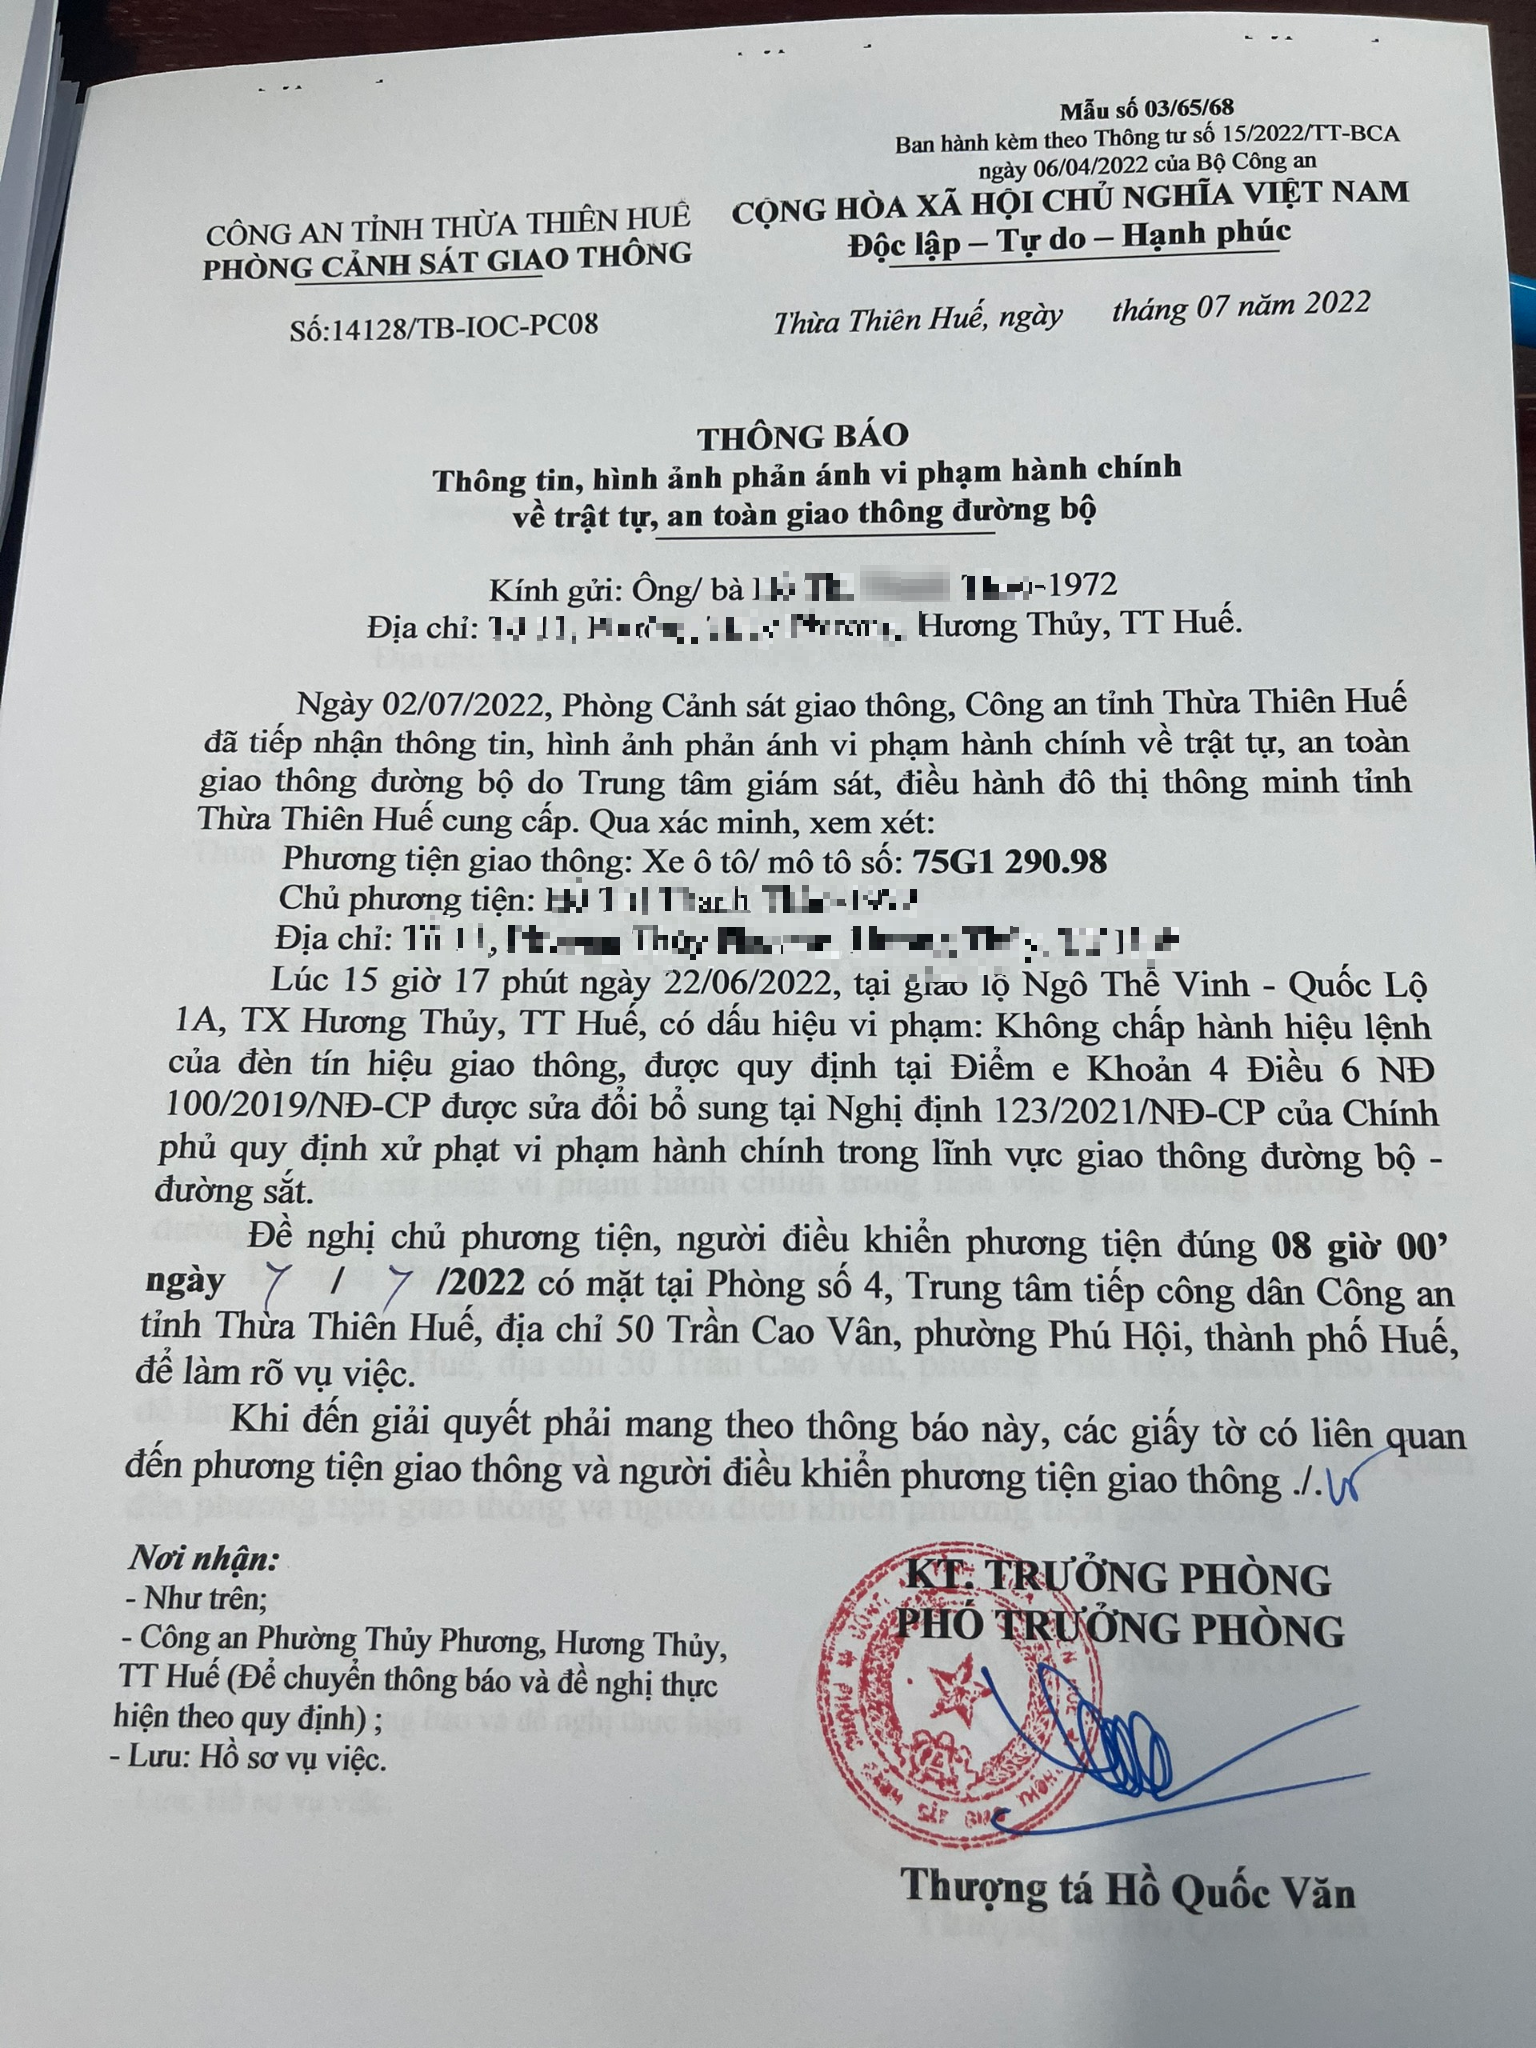 Mẫu số 03/65/68
Ban hành kèm theo Thông tư số 15/2022/TT-BCA
ngày 06/04/2022 của Bộ Công an
CÔNG AN TỈNH THỪA THIÊN HUẾ
PHÒNG CẢNH SÁT GIAO THÔNG
CỘNG HÒA XÃ HỘI CHỦ NGHĨA VIỆT NAM
Độc lập – Tự do – Hạnh phúc
Số:14128/TB-IOC-PC08
Thừa Thiên Huế, ngày tháng 07 năm 2022
THÔNG BÁO
Thông tin, hình ảnh phản ánh vi phạm hành chính
về trật tự, an toàn giao thông đường bộ
Kính gửi: Ông/ bà -1972
Địa chỉ: Hương Thủy, TT Huế.
Ngày 02/07/2022, Phòng Cảnh sát giao thông, Công an tỉnh Thừa Thiên Huế
đã tiếp nhận thông tin, hình ảnh phản ánh vi phạm hành chính về trật tự, an toàn
giao thông đường bộ do Trung tâm giám sát, điều hành đô thị thông minh tỉnh
Thừa Thiên Huế cung cấp. Qua xác minh, xem xét:
Phương tiện giao thông: Xe ô tô/ mô tô số: 75G1 290.98
Chủ phương tiện:
Địa chỉ:
Lúc 15 giờ 17 phút ngày 22/06/2022, tại giao lộ Ngô Thế Vinh - Quốc Lộ
1A, TX Hương Thủy, TT Huế, có dấu hiệu vi phạm: Không chấp hành hiệu lệnh
của đèn tín hiệu giao thông, được quy định tại Điểm e Khoản 4 Điều 6 NĐ
100/2019/NĐ-CP được sửa đổi bổ sung tại Nghị định 123/2021/NĐ-CP của Chính
phủ quy định xử phạt vi phạm hành chính trong lĩnh vực giao thông đường bộ -
đường sắt.
Đề nghị chủ phương tiện, người điều khiển phương tiện đúng 08 giờ 00’
ngày 7 / 7 /2022 có mặt tại Phòng số 4, Trung tâm tiếp công dân Công an
tỉnh Thừa Thiên Huế, địa chỉ 50 Trần Cao Vân, phường Phú Hội, thành phố Huế,
để làm rõ vụ việc.
Khi đến giải quyết phải mang theo thông báo này, các giấy tờ có liên quan
đến phương tiện giao thông và người điều khiển phương tiện giao thông ./.
Nơi nhận:
- Như trên;
- Công an Phường Thủy Phương, Hương Thủy,
TT Huế (Để chuyển thông báo và đề nghị thực
hiện theo quy định) ;
- Lưu: Hồ sơ vụ việc.
KT. TRƯỞNG PHÒNG
PHÓ TRƯỞNG PHÒNG
Thượng tá Hồ Quốc Văn